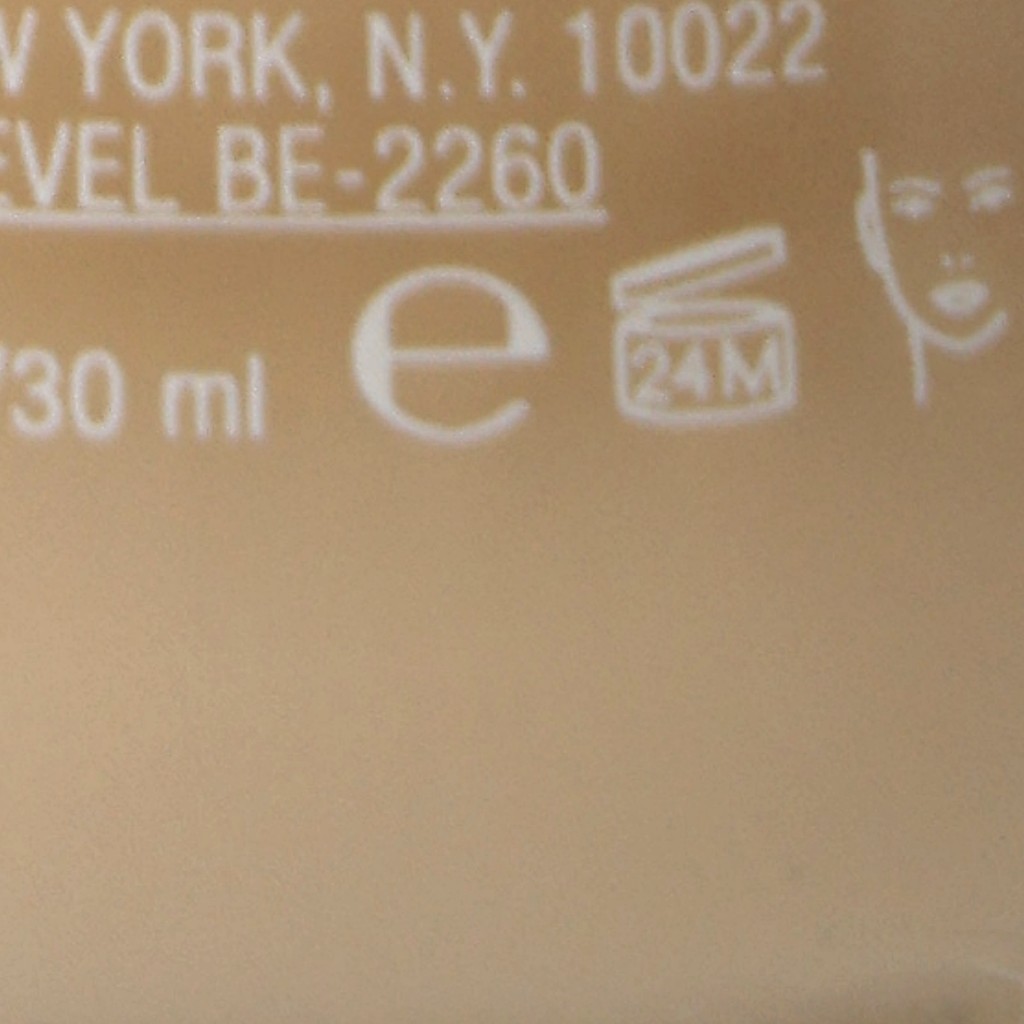 YORK, N.Y. 10022
EVEL BE-2260
/30 ml e 24M